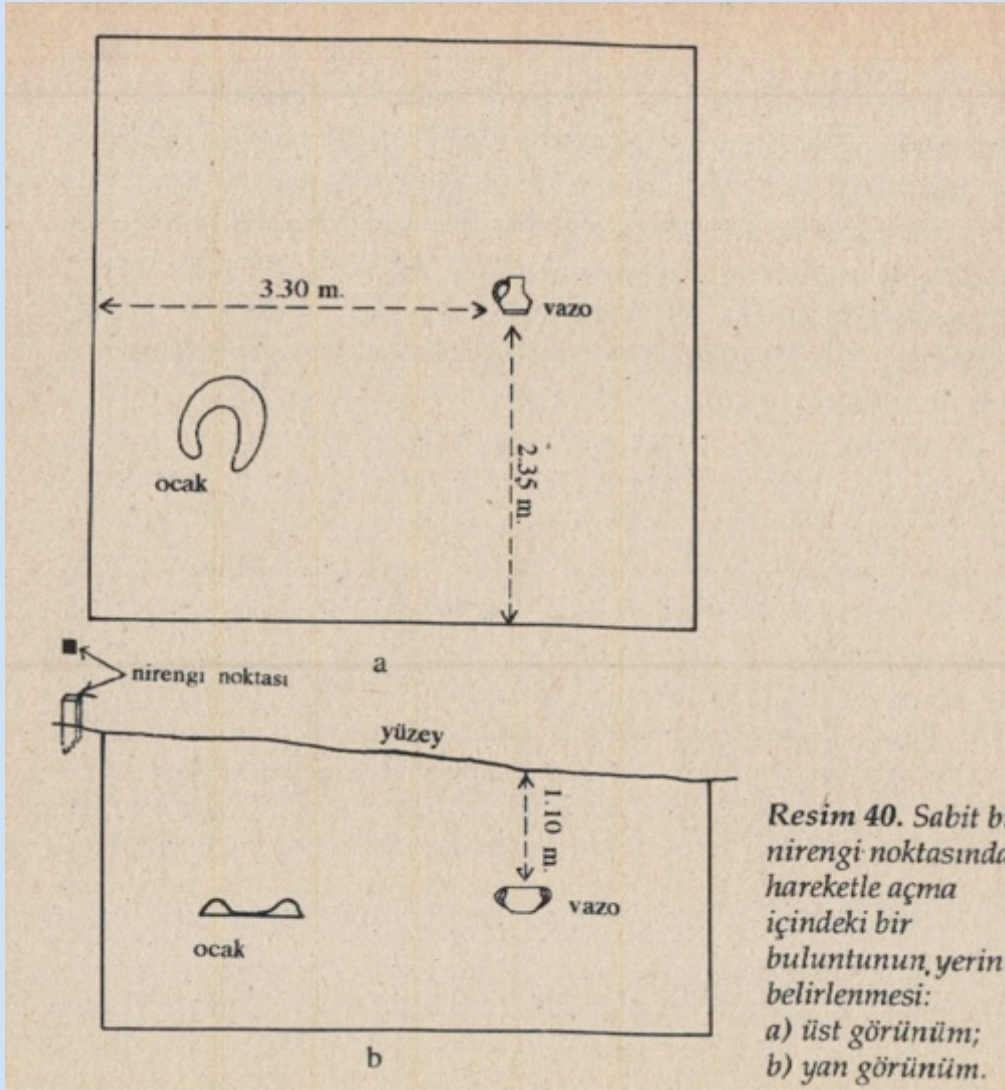 3.30 m.
vazo
2.35 m.
ocak
a
nirengi noktası
yüzey
1.10 m.
vazo
ocak
b
Resim 40. Sabit b
nirengi noktasında
hareketle açma
içindeki bir
buluntunun yerin
belirlenmesi:
a) üst görünüm;
b) yan görünüm.